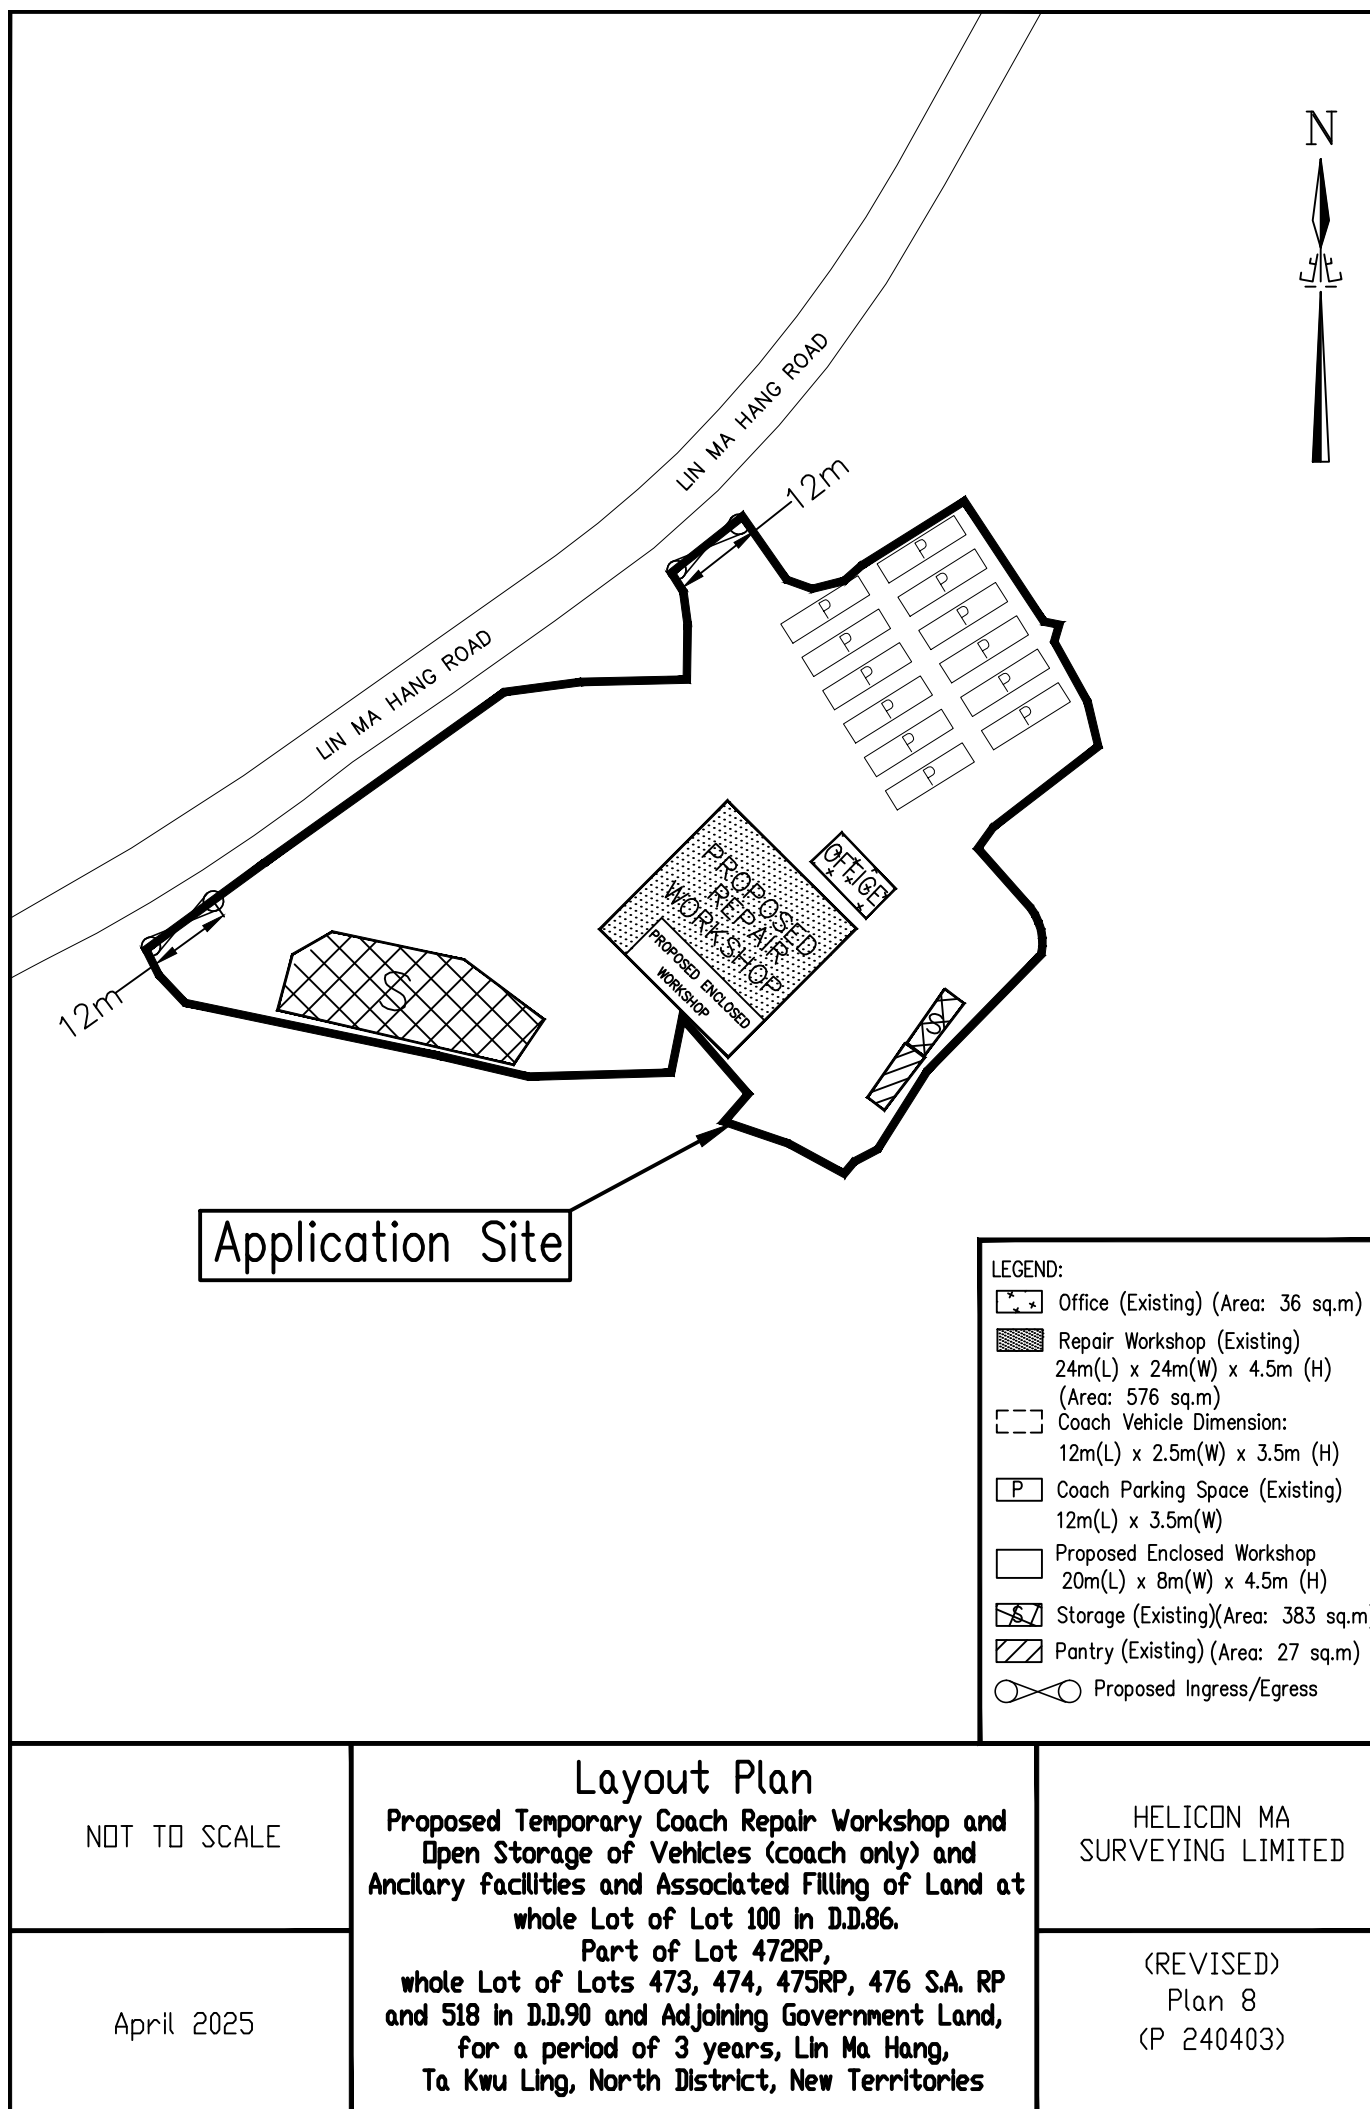 N
LIN MA HANG ROAD
12m
P
P
P
P
P
P
P
P
P
P
P
P
LIN MA HANG ROAD
OFFICE
PROPOSED
REPAIR
WORKSHOP
PROPOSED ENCLOSED
WORKSHOP
S
12m
S
Application Site
LEGEND:
Office (Existing) (Area: 36 sq.m)
Repair Workshop (Existing)
24m(L) x 24m(W) x 4.5m (H)
(Area: 576 sq.m)
Coach Vehicle Dimension:
12m(L) x 2.5m(W) x 3.5m (H)
P Coach Parking Space (Existing)
12m(L) x 3.5m(W)
Proposed Enclosed Workshop
20m(L) x 8m(W) x 4.5m (H)
S Storage (Existing)(Area: 383 sq.m)
Pantry (Existing) (Area: 27 sq.m)
Proposed Ingress/Egress
NOT TO SCALE
April 2025
Layout Plan
Proposed Temporary Coach Repair Workshop and
Open Storage of Vehicles (coach only) and
Ancilary facilities and Associated Filling of Land at
whole Lot of Lot 100 in D.D.86.
Part of Lot 472RP,
whole Lot of Lots 473, 474, 475RP, 476 S.A. RP
and 518 in D.D.90 and Adjoining Government Land,
for a period of 3 years, Lin Ma Hang,
Ta Kwu Ling, North District, New Territories
HELICON MA
SURVEYING LIMITED
(REVISED)
Plan 8
(P 240403)